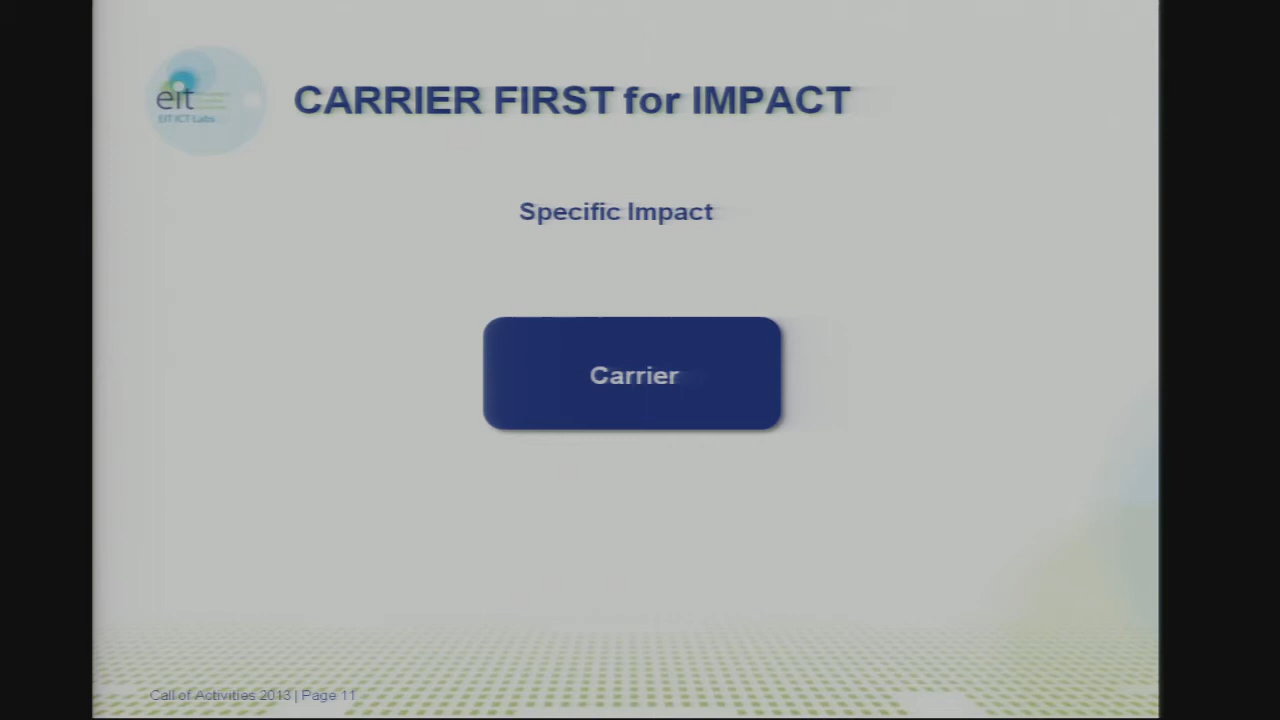 eit
EIT ICT Labs
CARRIER FIRST for IMPACT
Specific Impact
Carrier
Call of Activities 2013 | Page 11